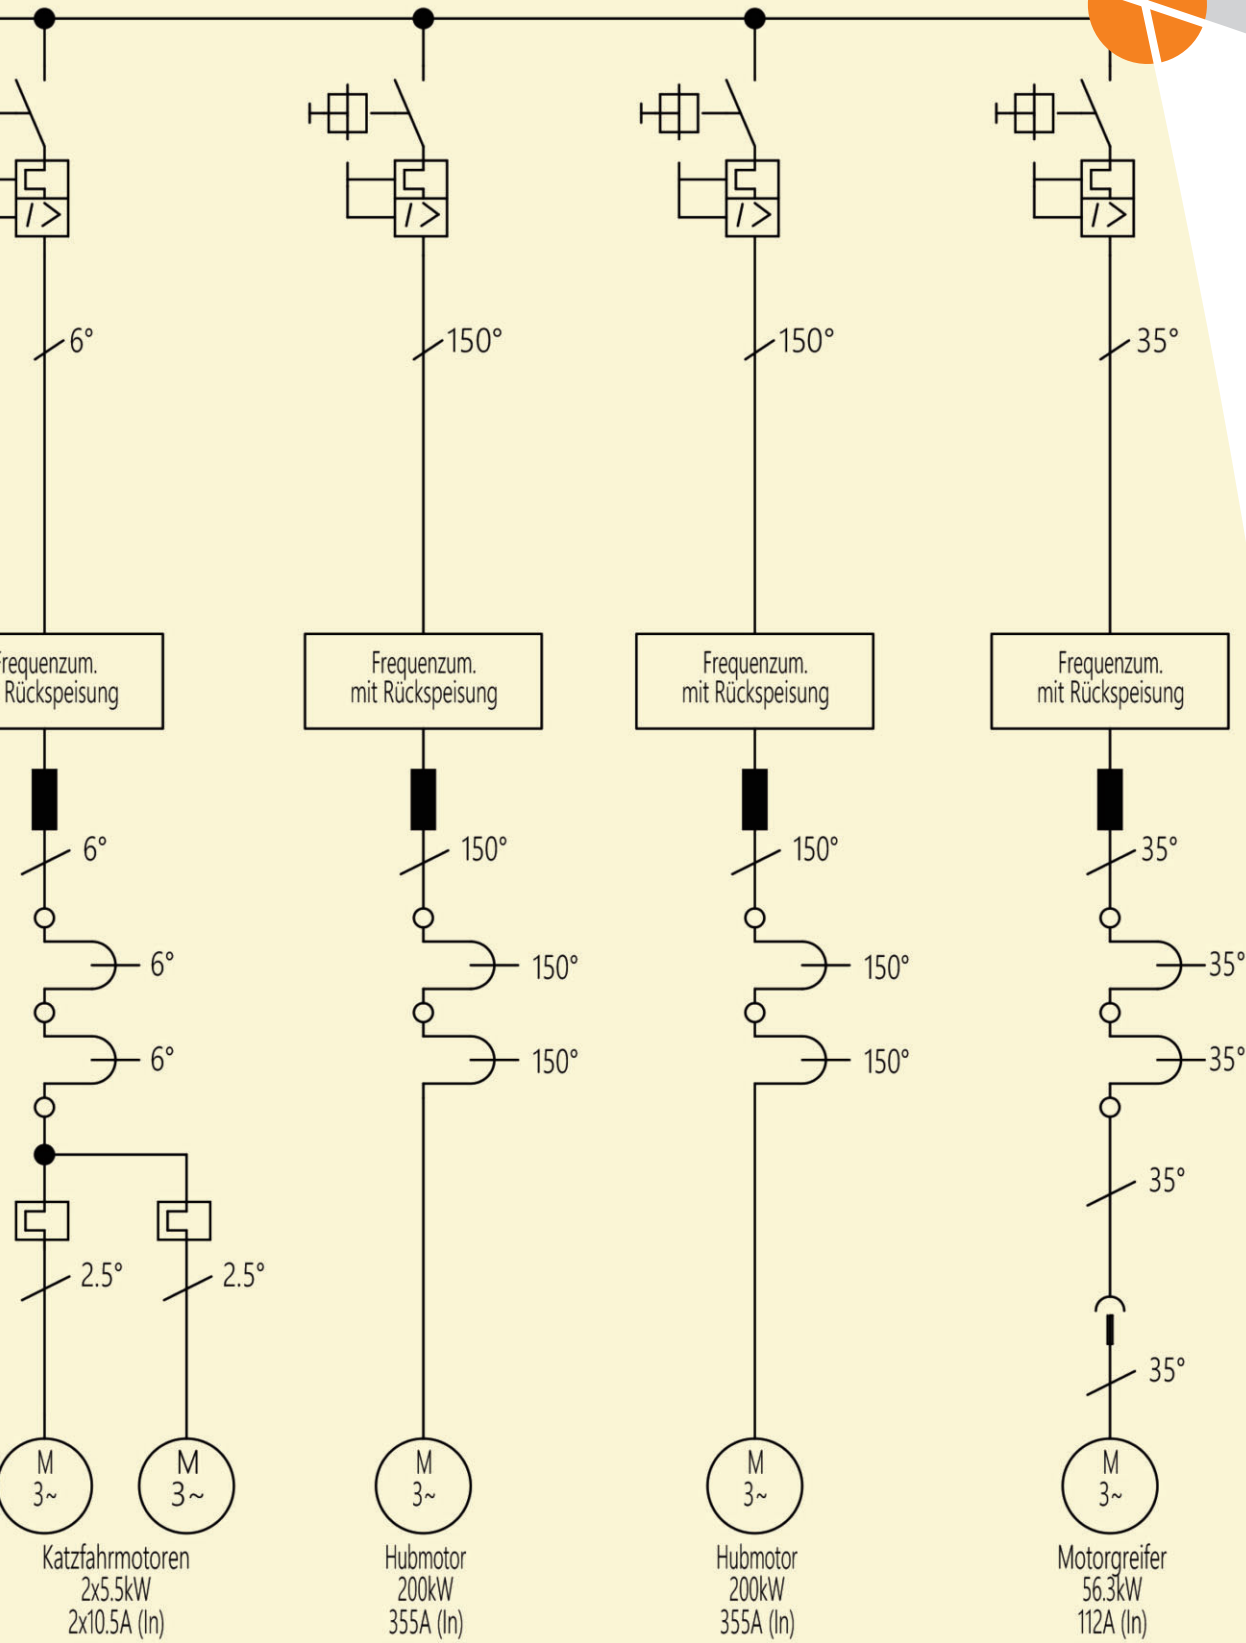 6°
150°
150°
35°
Frequenzum.
Rückspeisung
Frequenzum.
mit Rückspeisung
Frequenzum.
mit Rückspeisung
Frequenzum.
mit Rückspeisung
6°
150°
150°
35°
6°
150°
150°
35°
6°
150°
150°
35°
35°
2.5°
2.5°
35°
M
3~
M
3~
M
3~
M
3~
M
3~
Katzfahrmotoren
2x5.5kW
2x10.5A (In)
Hubmotor
200kW
355A (In)
Hubmotor
200kW
355A (In)
Motorgreifer
56.3kW
112A (In)